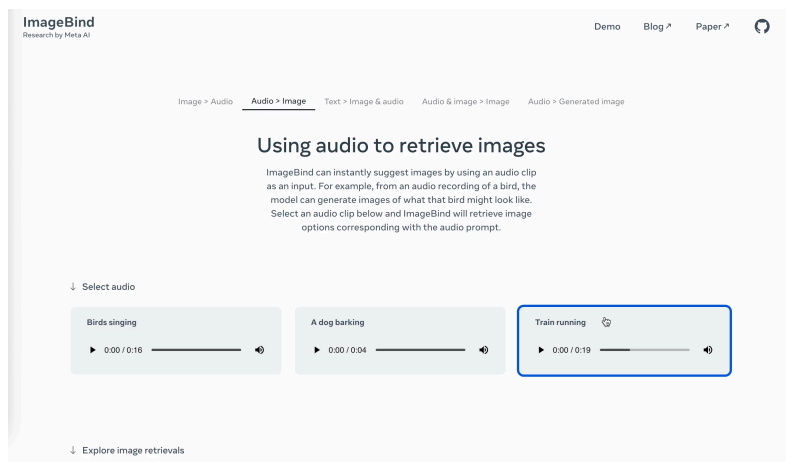 ImageBind
Research by Meta AI
Demo Blog↗ Paper↗
Image > Audio Audio > Image Text > Image & audio Audio & image > Image Audio > Generated image
Using audio to retrieve images
ImageBind can instantly suggest images by using an audio clip
as an input. For example, from an audio recording of a bird, the
model can generate images of what that bird might look like.
Select an audio clip below and ImageBind will retrieve image
options corresponding with the audio prompt.
↓ Select audio
Birds singing
0:00 / 0:16
A dog barking
0:00 / 0:04
Train running
0:00 / 0:19
↓ Explore image retrievals